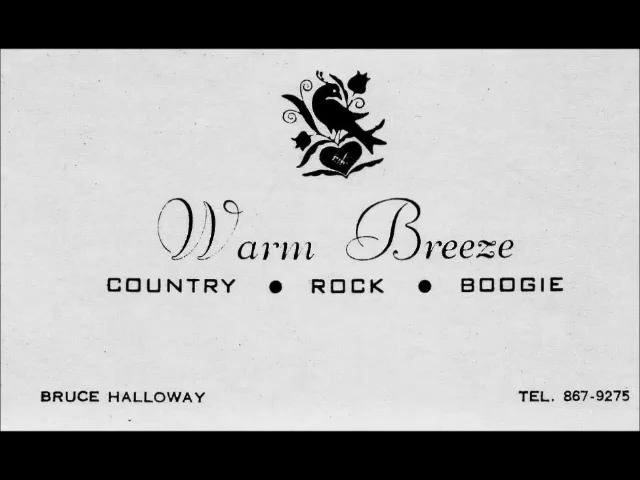 Warm Breeze
COUNTRY ● ROCK ● BOOGIE
BRUCE HALLOWAY
TEL. 867-9275